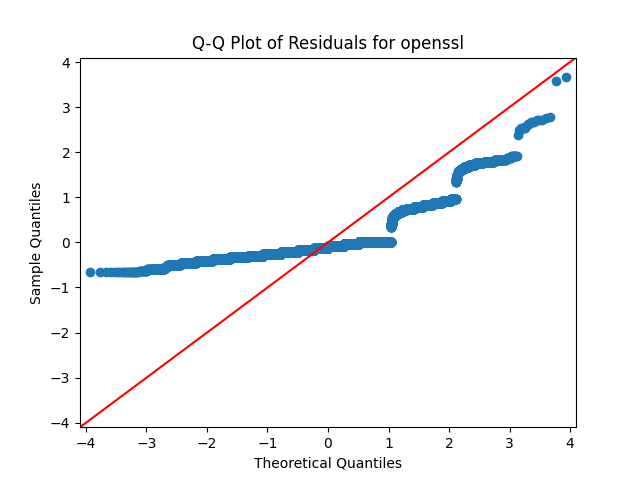 Q-Q Plot of Residuals for openssl
Sample Quantiles
4
3
2
1
0
−1
−2
−3
−4
−4 −3 −2 −1 0 1 2 3 4
Theoretical Quantiles